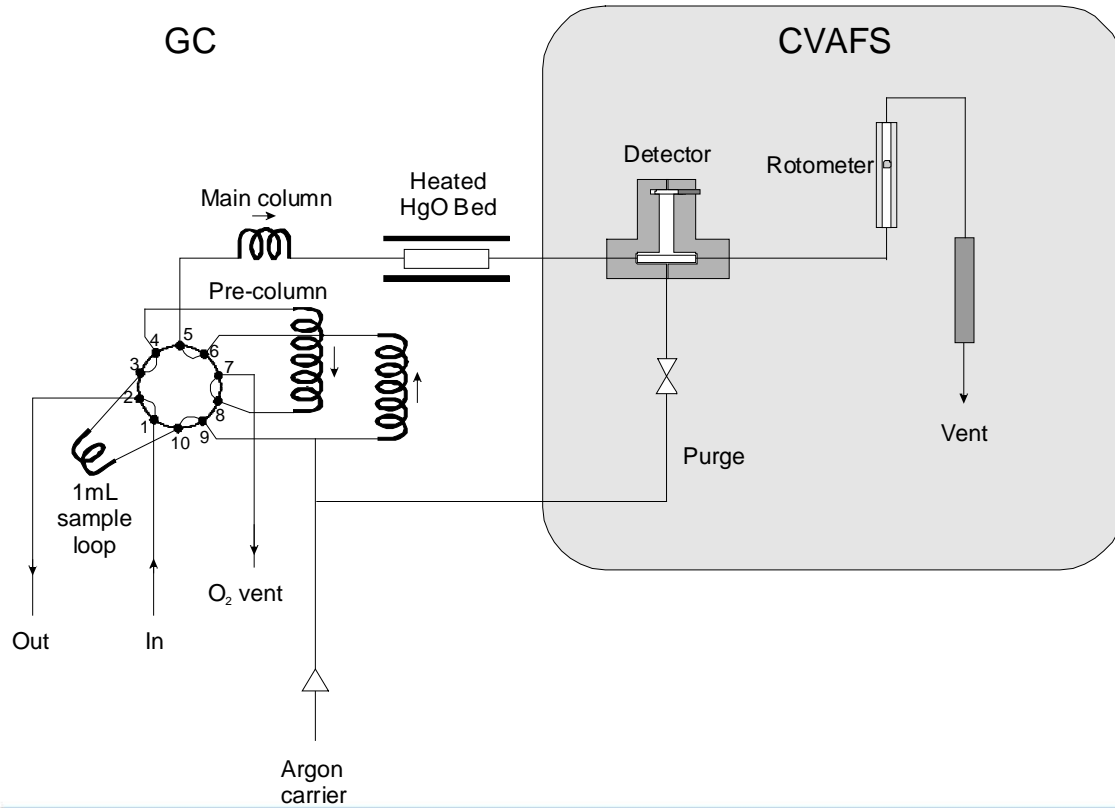 GC
CVAFS
Detector
Rotometer
Heated
HgO Bed
Main column
Pre-column
5
4
6
3
7
2
8
1
9
10
Purge
Vent
1mL
sample
loop
O₂ vent
Out
In
Argon
carrier